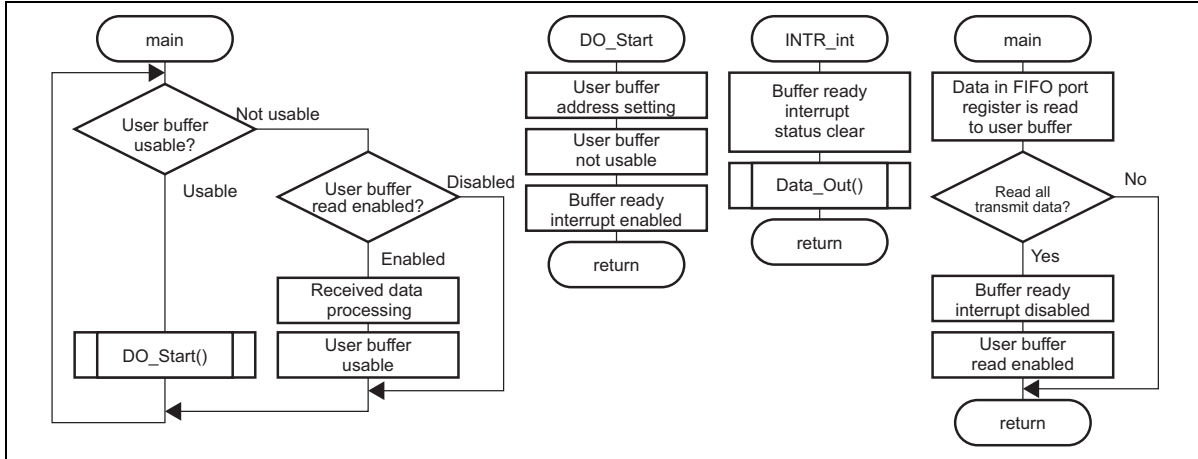 main
User buffer
usable?
Not usable
Usable
User buffer
read enabled?
Disabled
Enabled
Received data
processing
User buffer
usable
DO_Start()
DO_Start
User buffer
address setting
User buffer
not usable
Buffer ready
interrupt enabled
return
INTR_int
Buffer ready
interrupt
status clear
Data_Out()
return
main
Data in FIFO port
register is read
to user buffer
Read all
transmit data?
No
Yes
Buffer ready
interrupt disabled
User buffer
read enabled
return